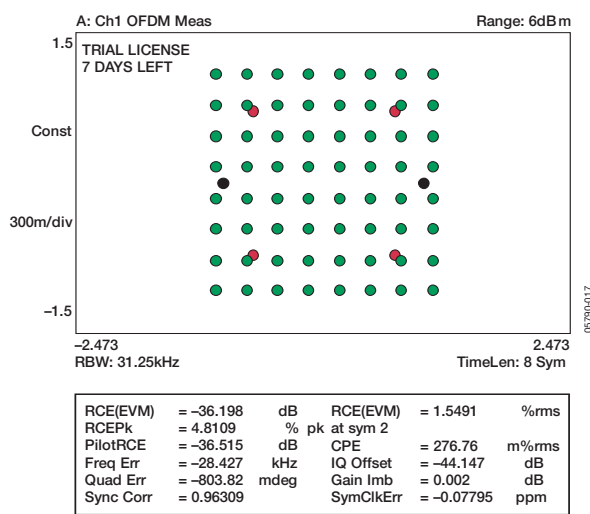 A: Ch1 OFDM Meas
Range: 6dBm
1.5
TRIAL LICENSE
7 DAYS LEFT
Const
300m/div
–1.5
–2.473
2.473
RBW: 31.25kHz
TimeLen: 8 Sym
05790-017
RCE(EVM) = –36.198 dB RCE(EVM) = 1.5491 %rms
RCEPk = 4.8109 % pk at sym 2
PilotRCE = –36.515 dB CPE = 276.76 m%rms
Freq Err = –28.427 kHz IQ Offset = –44.147 dB
Quad Err = –803.82 mdeg Gain Imb = 0.002 dB
Sync Corr = 0.96309 SymClkErr = –0.07795 ppm